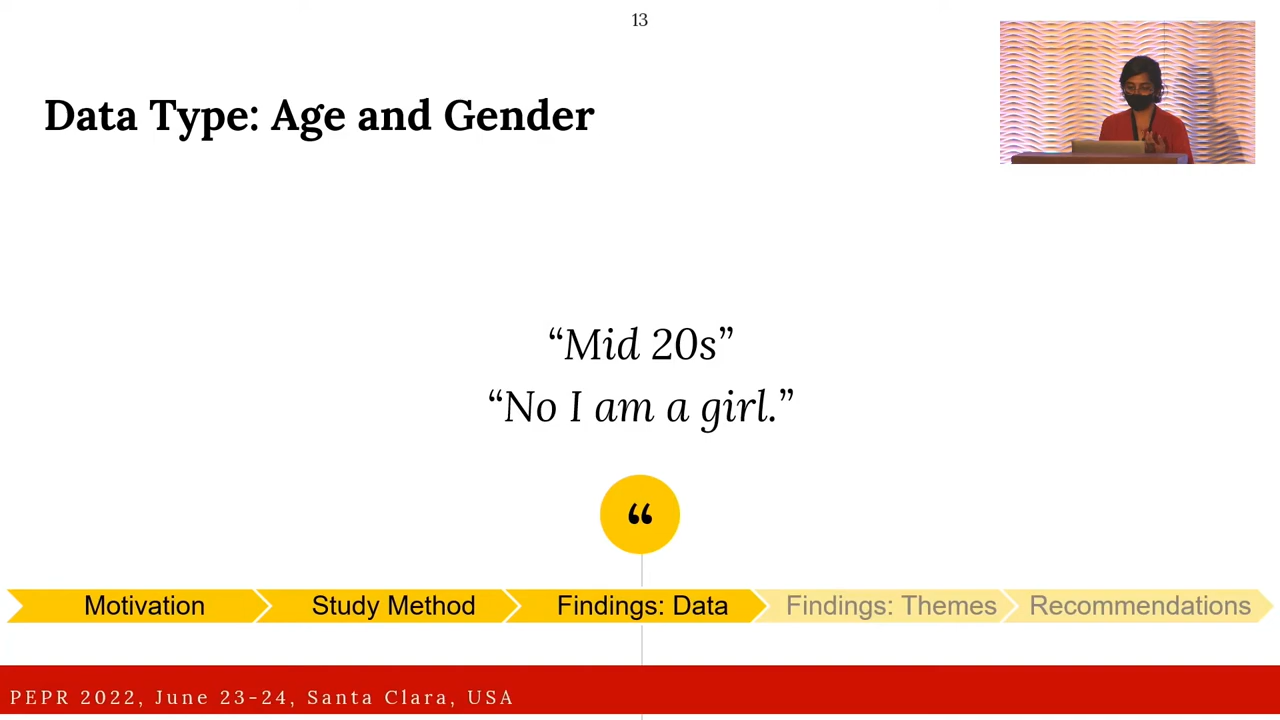 13
Data Type: Age and Gender
“Mid 20s”
“No I am a girl.”
“
Motivation
Study Method
Findings: Data
Findings: Themes
Recommendations
PEPR 2022, June 23-24, Santa Clara, USA